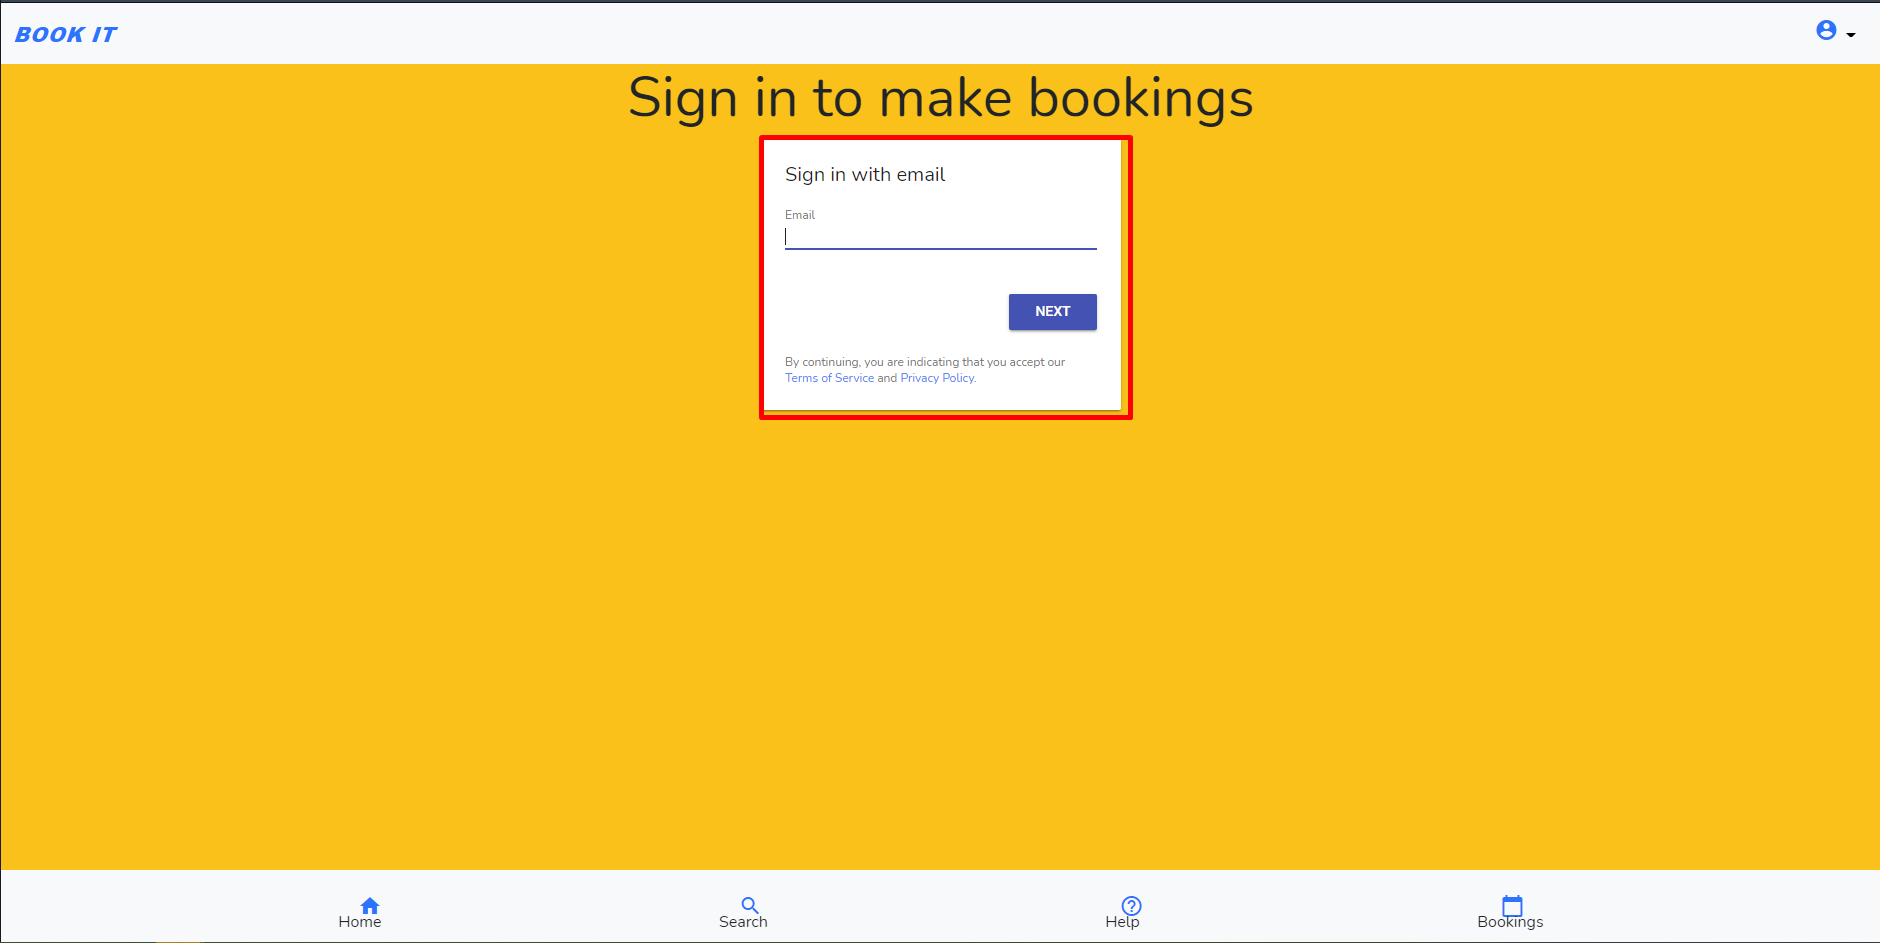 BOOK IT
Sign in to make bookings
Sign in with email
Email
NEXT
By continuing, you are indicating that you accept our
Terms of Service and Privacy Policy.
Home
Search
Help
Bookings